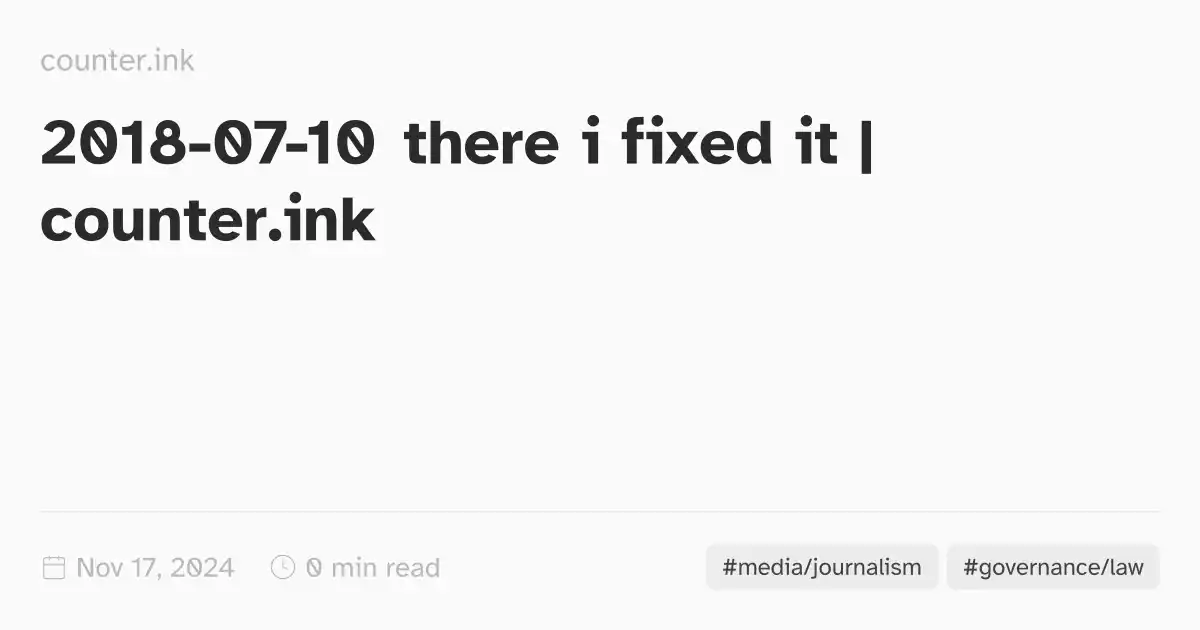 counter.ink
2018-07-10 there i fixed it |
counter.ink
Nov 17, 2024
0 min read
#media/journalism
#governance/law